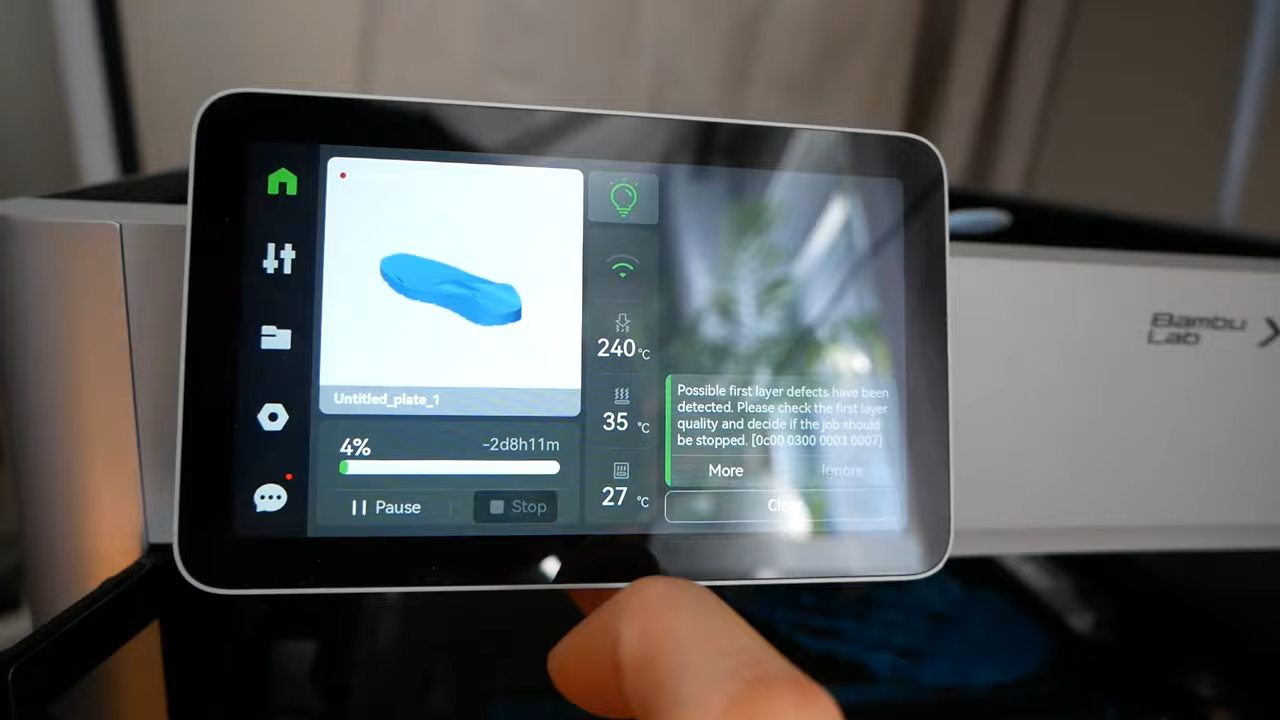 Untitled_plate_1
4%
-2d8h11m
Pause
Stop
240 °C
35 °C
27 °C
Possible first layer defects have been
detected. Please check the first layer
quality and decide if the job should
be stopped. [0c00 0300 0003 0007]
More
Ignore
Clear
Bambu
Lab